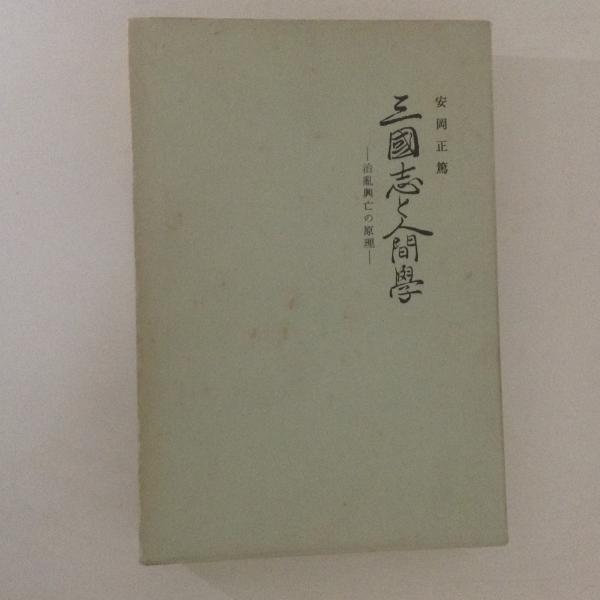 安岡正篤
三國志と人間學
―治亂興亡の原理―